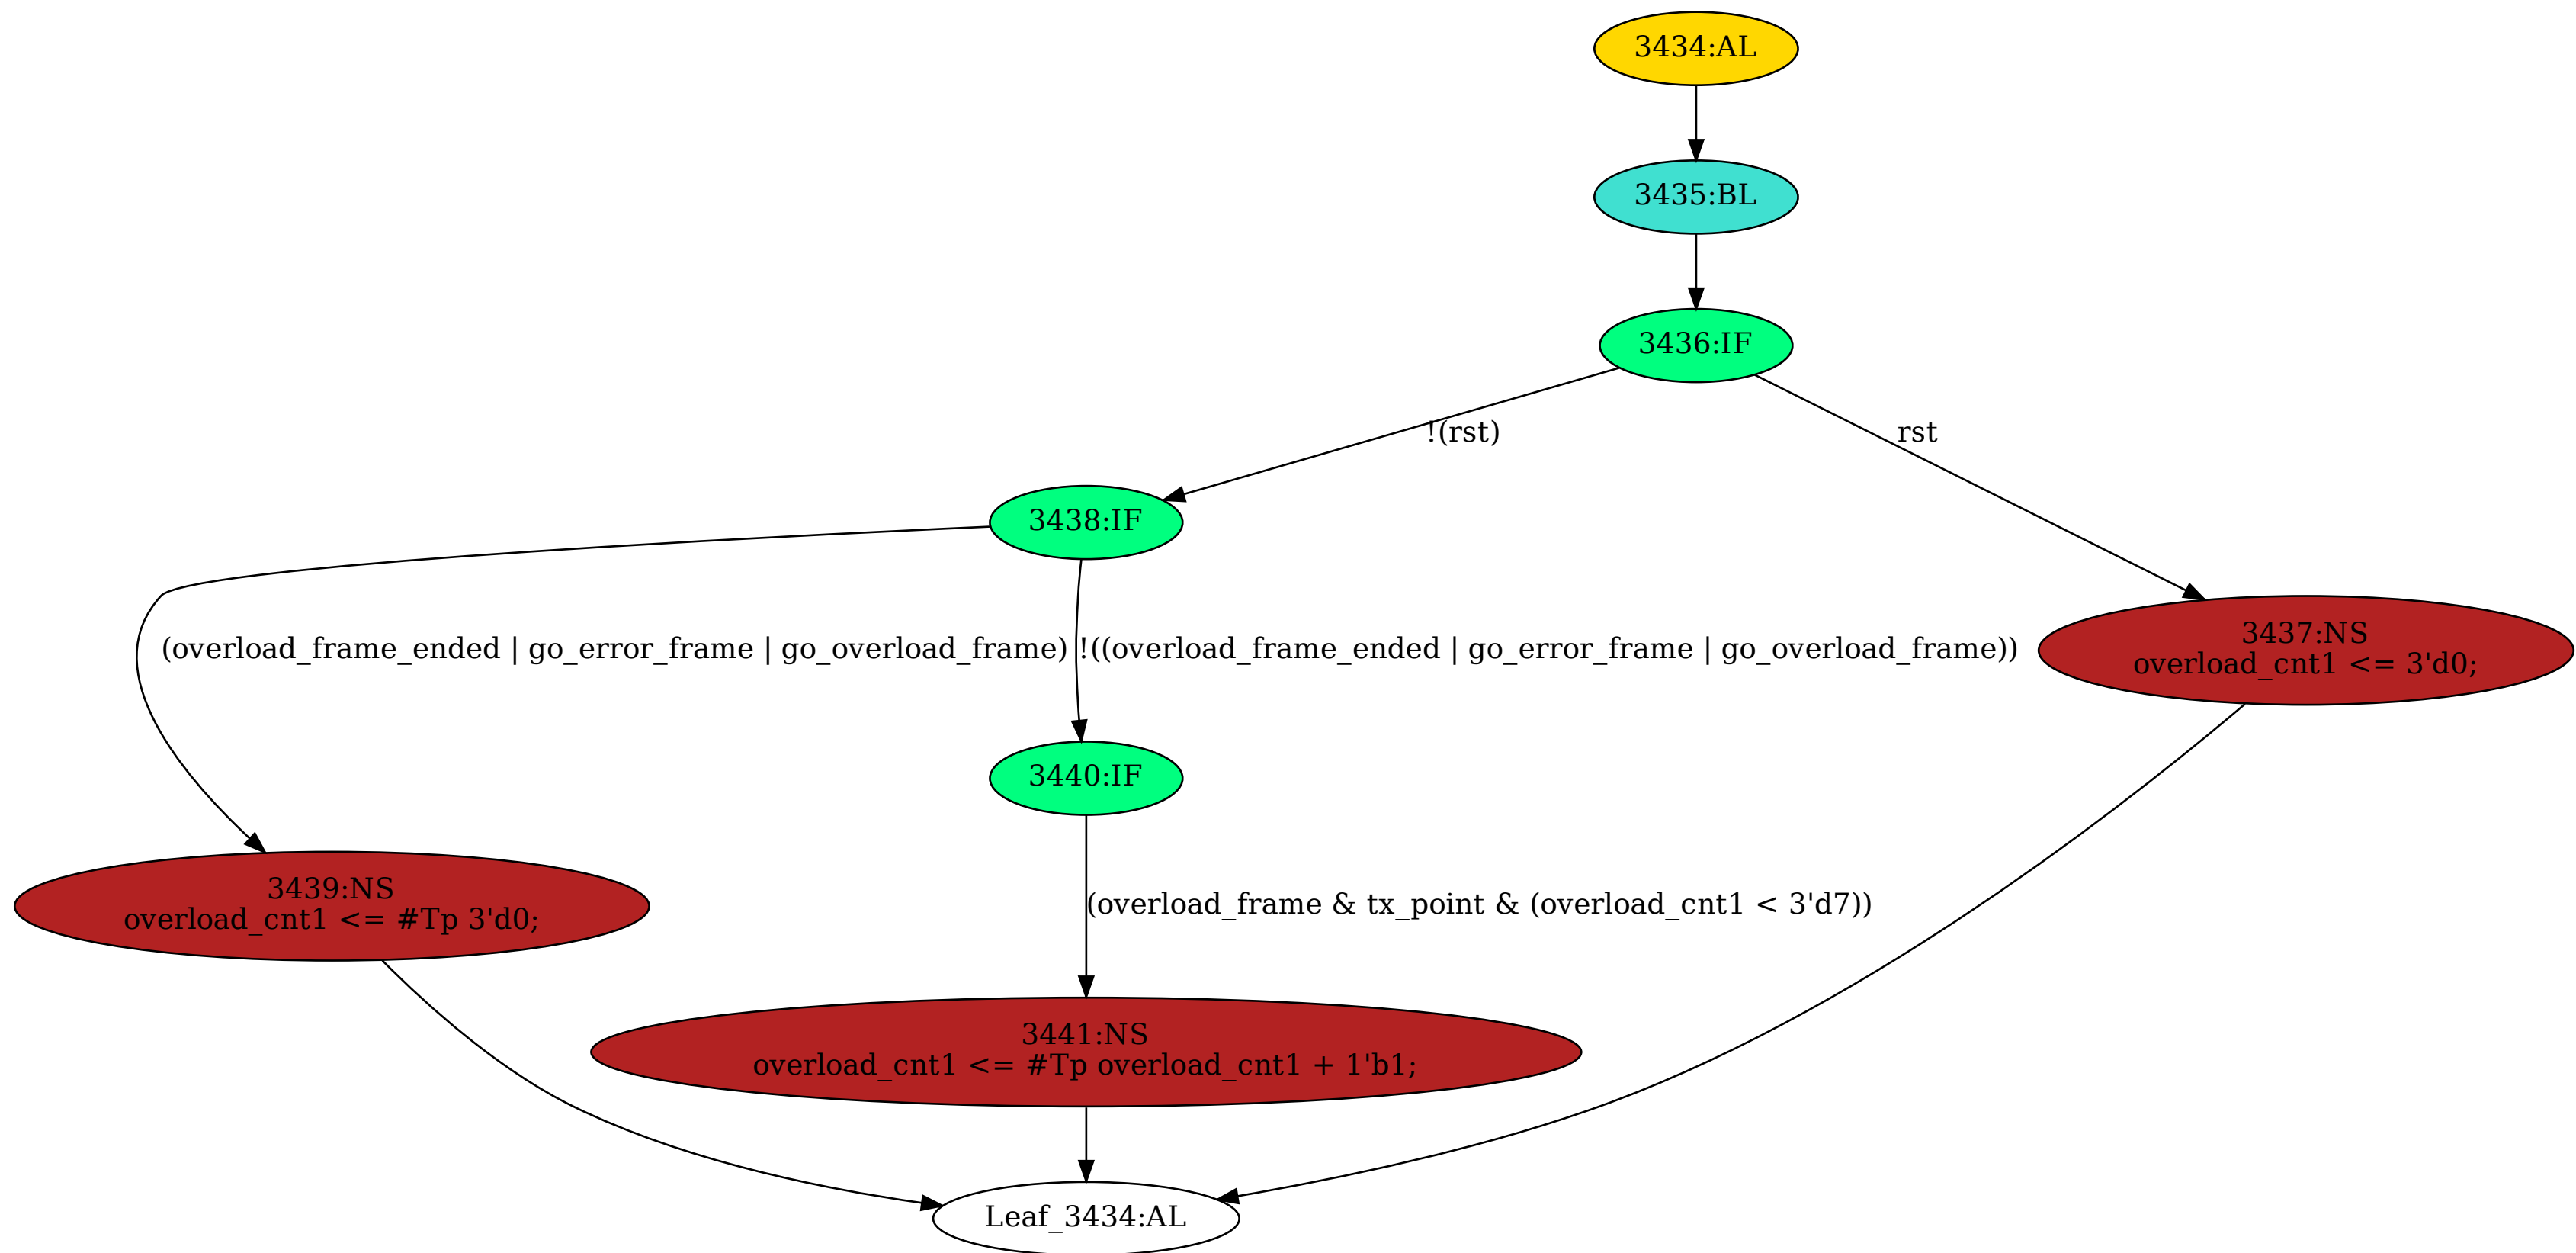 3434:AL
3435:BL
3436:IF
!(rst)
rst
3438:IF
(overload_frame_ended | go_error_frame | go_overload_frame)
!((overload_frame_ended | go_error_frame | go_overload_frame))
3437:NS
overload_cnt1 <= 3'd0;
3440:IF
3439:NS
overload_cnt1 <= #Tp 3'd0;
(overload_frame & tx_point & (overload_cnt1 < 3'd7))
3441:NS
overload_cnt1 <= #Tp overload_cnt1 + 1'b1;
Leaf_3434:AL